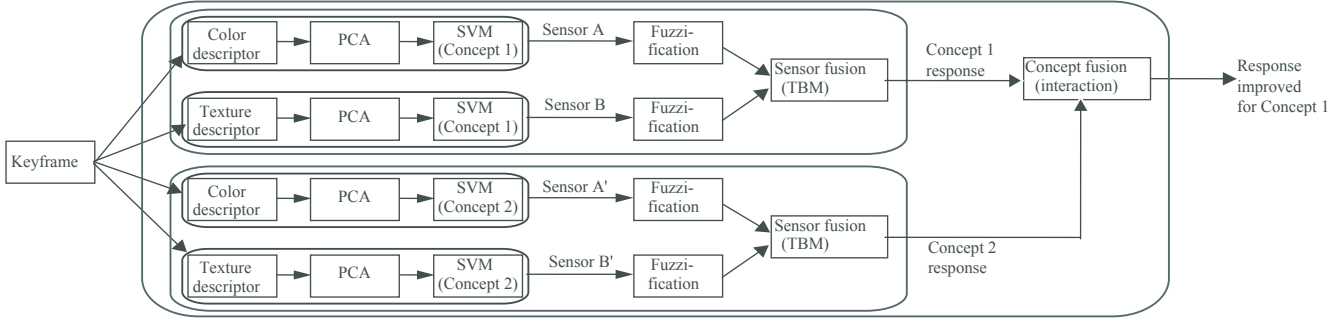 Keyframe
Color
descriptor
PCA
SVM
(Concept 1)
Sensor A
Fuzzi-
fication
Texture
descriptor
PCA
SVM
(Concept 1)
Sensor B
Fuzzi-
fication
Sensor fusion
(TBM)
Concept 1
response
Concept fusion
(interaction)
Response
improved
for Concept 1
Color
descriptor
PCA
SVM
(Concept 2)
Sensor A'
Fuzzi-
fication
Texture
descriptor
PCA
SVM
(Concept 2)
Sensor B'
Fuzzi-
fication
Sensor fusion
(TBM)
Concept 2
response